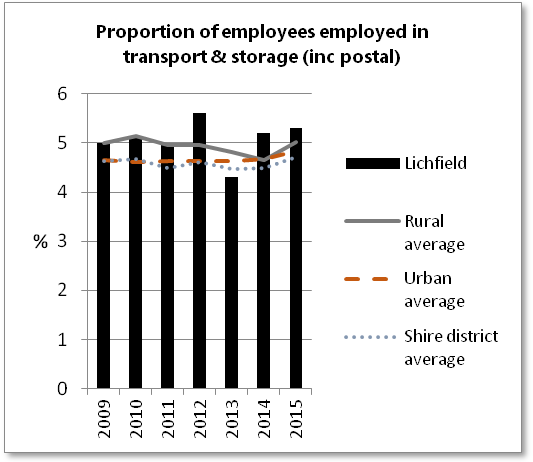 Proportion of employees employed in
transport & storage (inc postal)
6
5
4
3
2
1
0
%
2009
2010
2011
2012
2013
2014
2015
Lichfield
Rural
average
Urban
average
Shire district
average